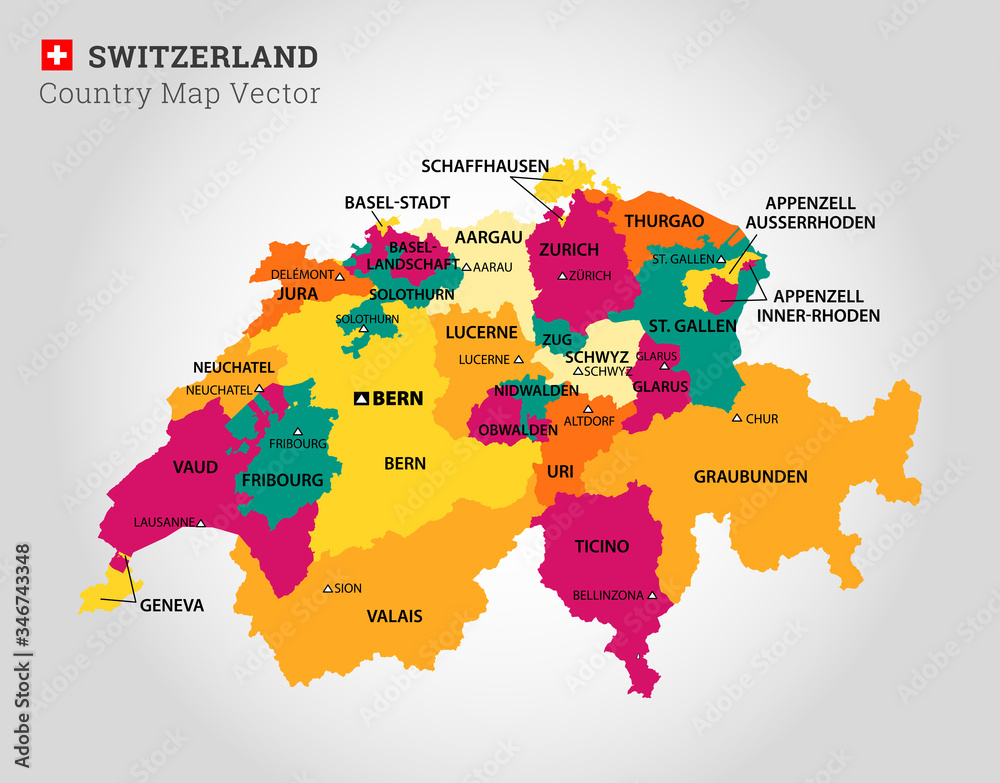 SWITZERLAND
Country Map Vector
SCHAFFHAUSEN
BASEL-STADT
APPENZELL
AUSSERRHODEN
THURGAO
AARGAU
ZURICH
BASEL-
LANDSCHAFT
ST. GALLEN
AARAU
DELÉMONT
ZÜRICH
JURA
SOLOTHURN
APPENZELL
INNER-RHODEN
SOLOTHURN
LUCERNE
ZUG
ST. GALLEN
LUCERNE
SCHWYZ
GLARUS
SCHWYZ
NEUCHATEL
NEUCHATEL
NIDWALDEN
GLARUS
BERN
ALTDORF
CHUR
OBWALDEN
FRIBOURG
VAUD
BERN
URI
FRIBOURG
GRAUBUNDEN
LAUSANNE
TICINO
SION
BELLINZONA
GENEVA
VALAIS
Adobe Stock | #346743348
Adobe Stock